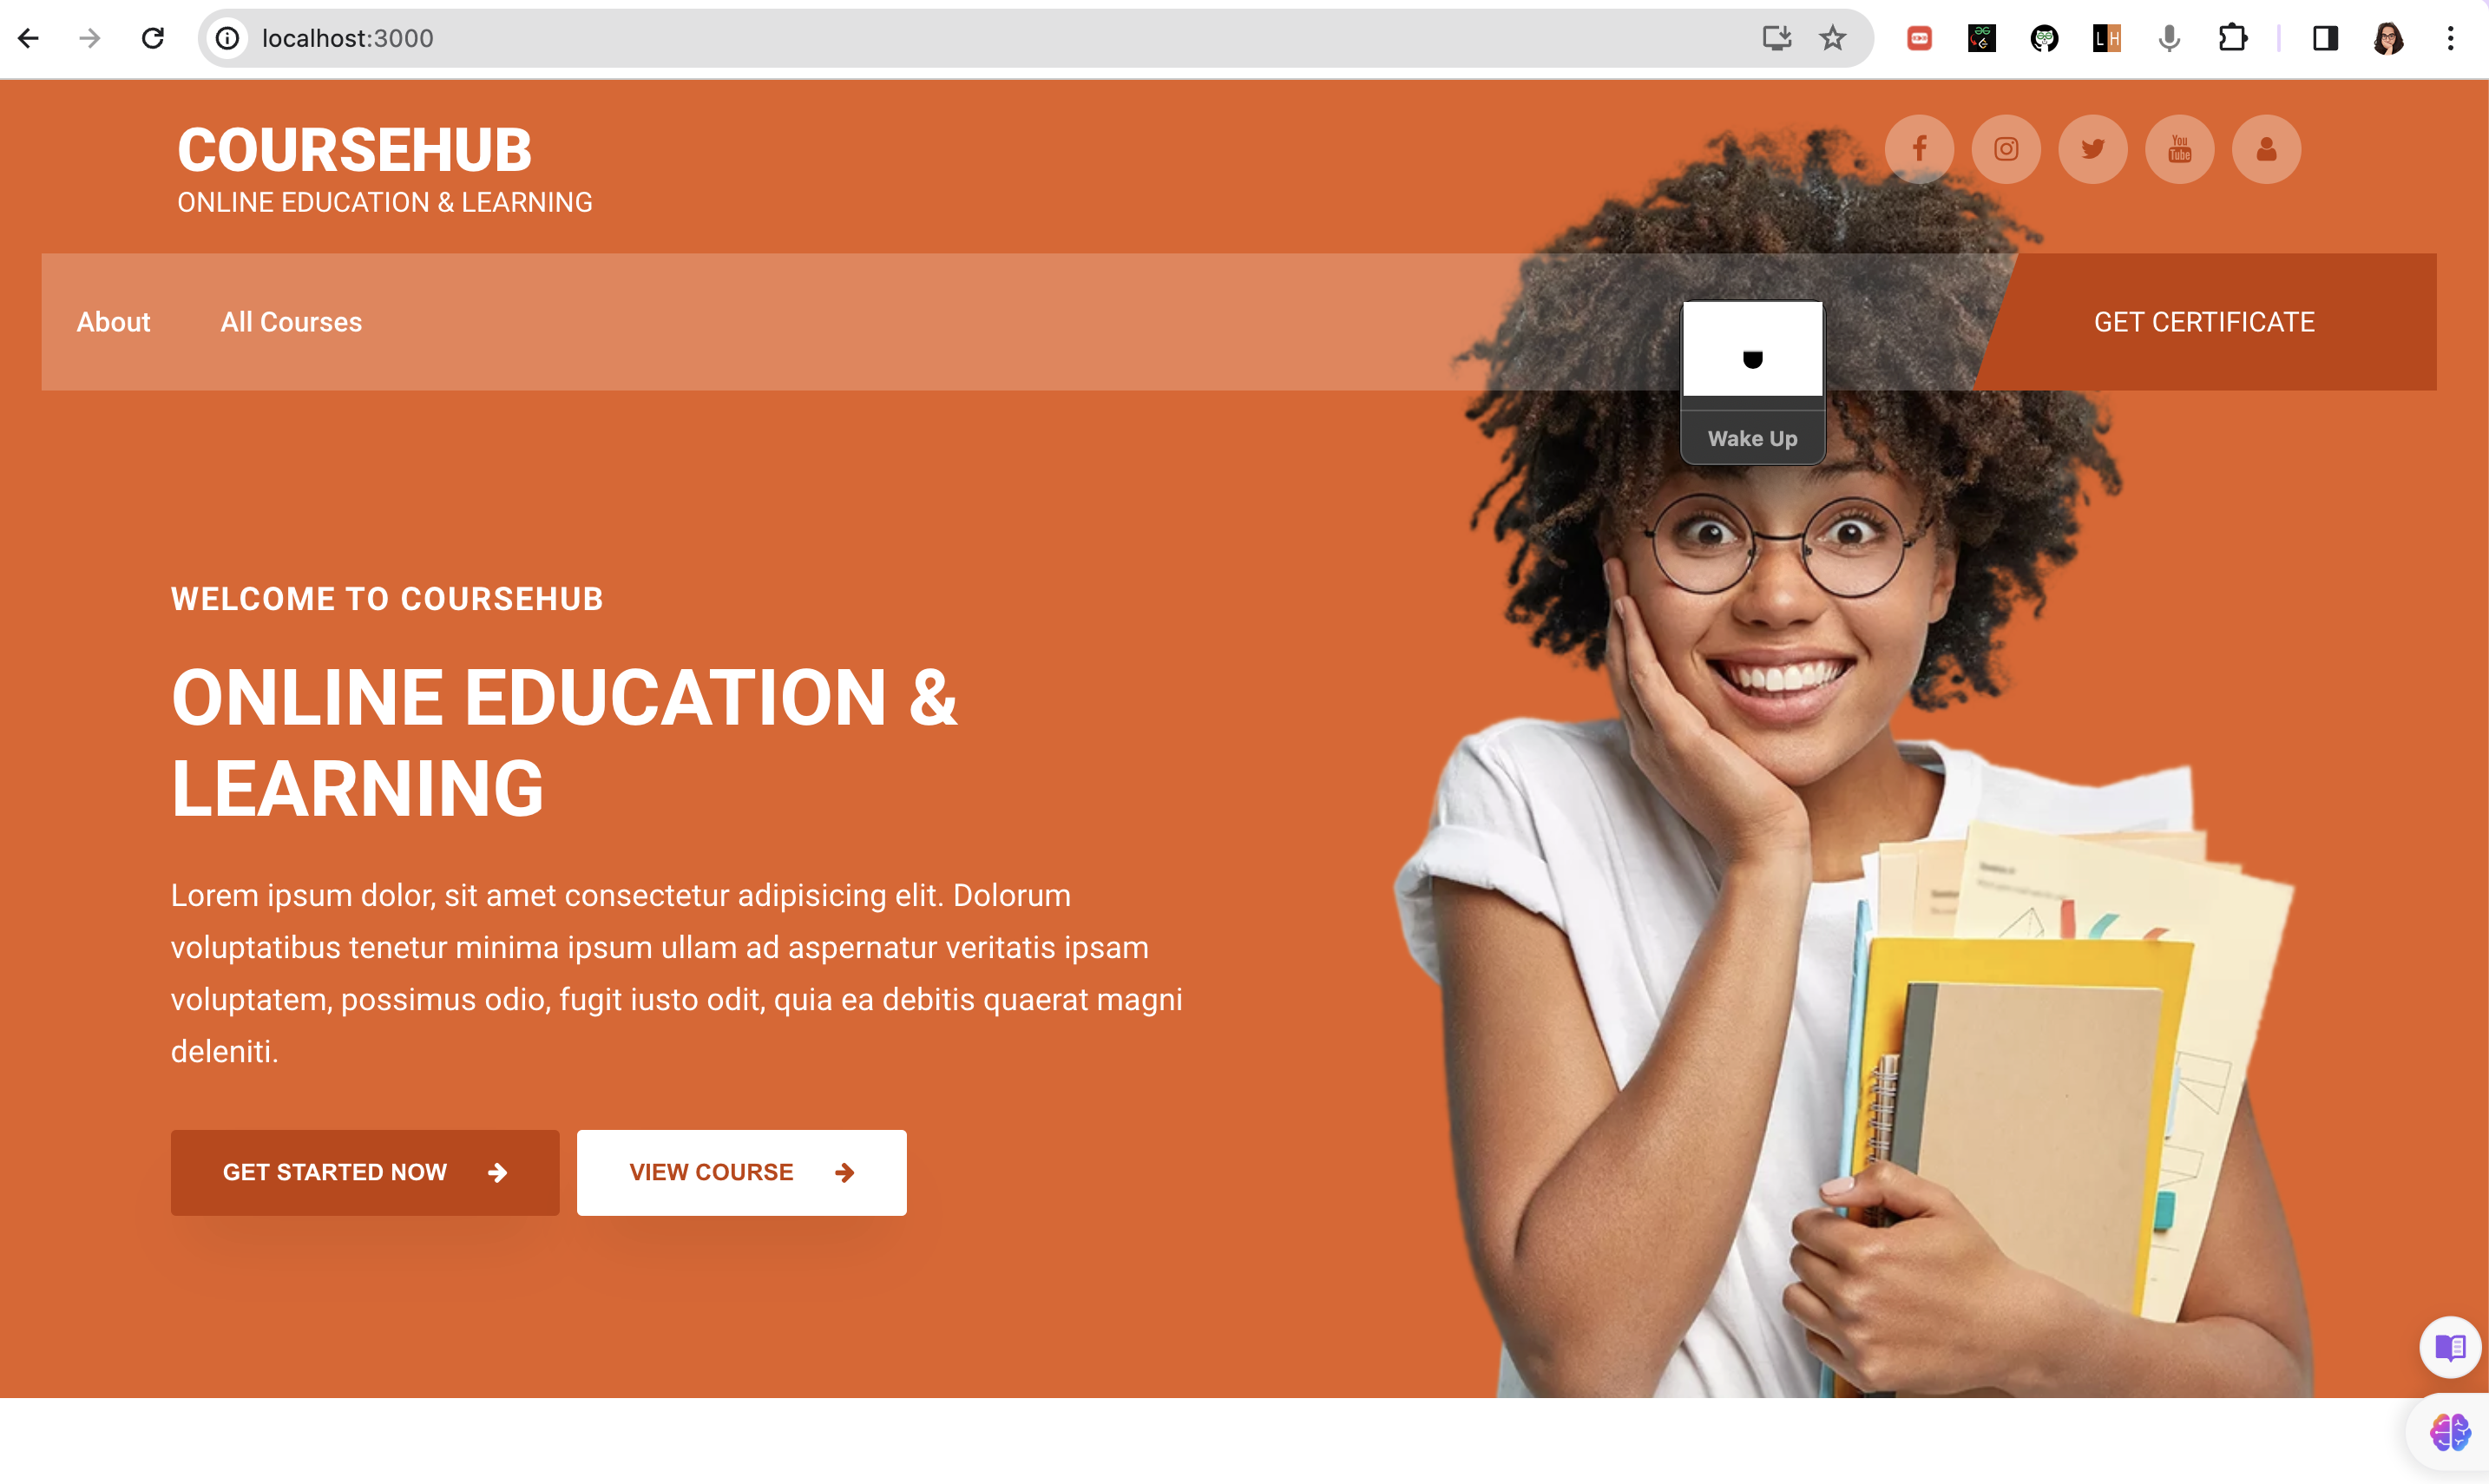 localhost:3000
COURSEHUB
ONLINE EDUCATION & LEARNING
You
Tube
About
All Courses
GET CERTIFICATE
Wake Up
WELCOME TO COURSEHUB
ONLINE EDUCATION &
LEARNING
Lorem ipsum dolor, sit amet consectetur adipisicing elit. Dolorum
voluptatibus tenetur minima ipsum ullam ad aspernatur veritatis ipsam
voluptatem, possimus odio, fugit iusto odit, quia ea debitis quaerat magni
deleniti.
GET STARTED NOW
VIEW COURSE